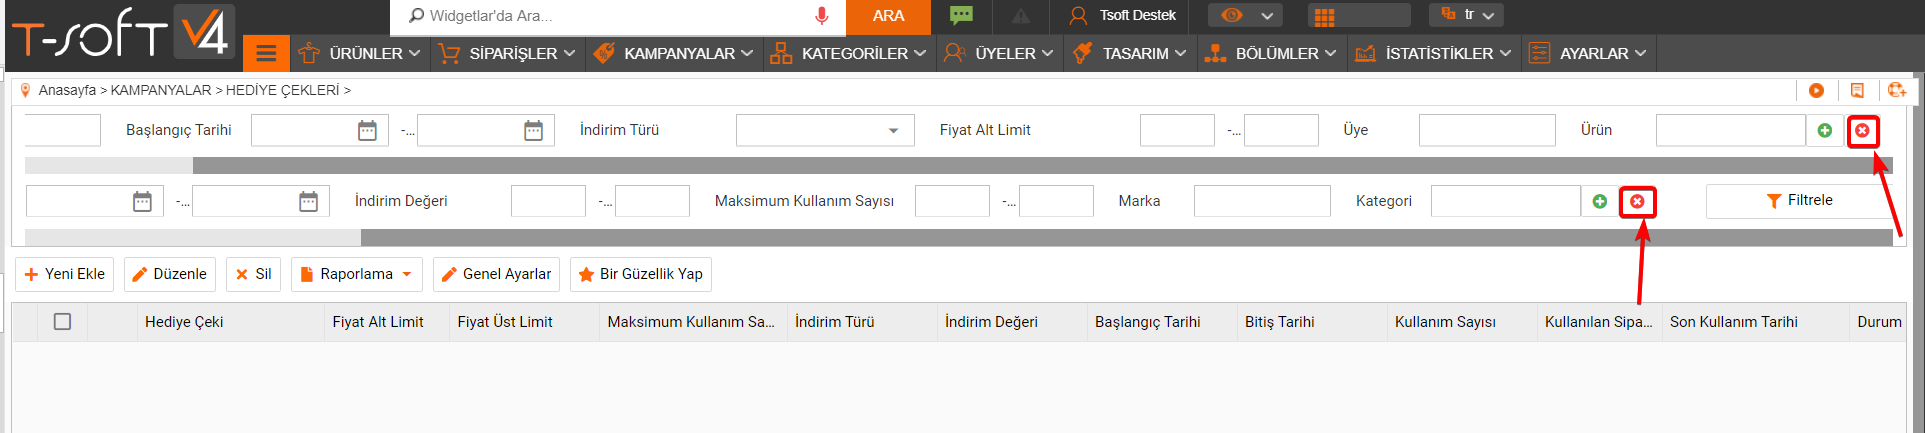 T-SOFT V4
Widgetlar'da Ara...
ARA
Tsoft Destek
tr
ÜRÜNLER
SİPARİŞLER
KAMPANYALAR
KATEGORİLER
ÜYELER
TASARIM
BÖLÜMLER
İSTATİSTİKLER
AYARLAR
Anasayfa > KAMPANYALAR > HEDİYE ÇEKLERİ >
Başlangıç Tarihi -... İndirim Türü Fiyat Alt Limit -... Üye Ürün
-... İndirim Değeri -... Maksimum Kullanım Sayısı -... Marka Kategori Filtrele
Yeni Ekle Düzenle Sil Raporlama Genel Ayarlar Bir Güzellik Yap
Hediye Çeki Fiyat Alt Limit Fiyat Üst Limit Maksimum Kullanım Sa... İndirim Türü İndirim Değeri Başlangıç Tarihi Bitiş Tarihi Kullanım Sayısı Kullanılan Sipa... Son Kullanım Tarihi Durum